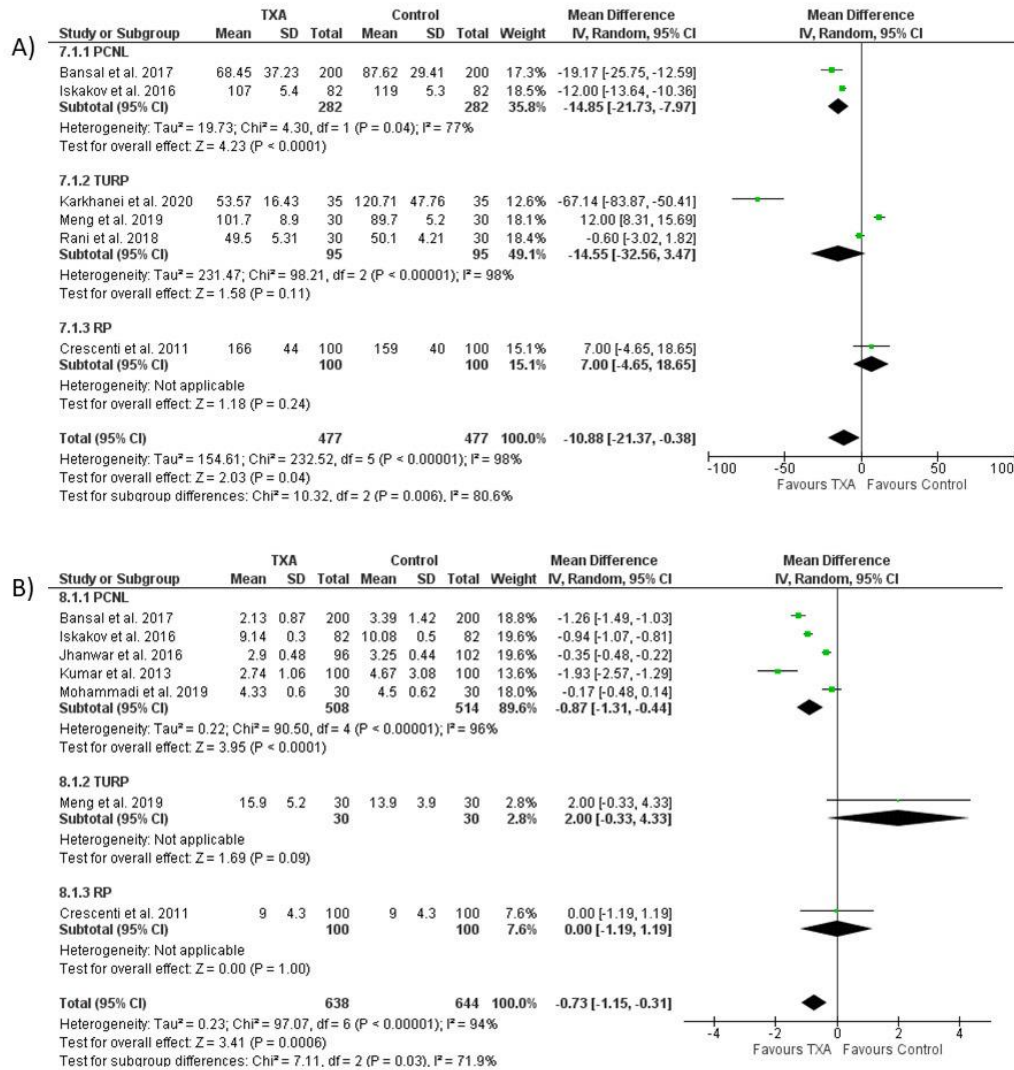 A)
TXA Control Mean Difference Mean Difference
Study or Subgroup Mean SD Total Mean SD Total Weight IV, Random, 95% CI IV, Random, 95% CI
7.1.1 PCNL
Bansal et al. 2017 68.45 37.23 200 87.62 29.41 200 17.3% -19.17 [-25.75, -12.59]
Iskakov et al. 2016 107 5.4 82 119 5.3 82 18.5% -12.00 [-13.64, -10.36]
Subtotal (95% CI) 282 282 35.8% -14.85 [-21.73, -7.97]
Heterogeneity: Tau² = 19.73; Chi² = 4.30, df = 1 (P = 0.04); I² = 77%
Test for overall effect: Z = 4.23 (P < 0.0001)
7.1.2 TURP
Karkhanei et al. 2020 53.57 16.43 35 120.71 47.76 35 12.6% -67.14 [-83.87, -50.41]
Meng et al. 2019 101.7 8.9 30 89.7 5.2 30 18.1% 12.00 [8.31, 15.69]
Rani et al. 2018 49.5 5.31 30 50.1 4.21 30 18.4% -0.60 [-3.02, 1.82]
Subtotal (95% CI) 95 95 49.1% -14.55 [-32.56, 3.47]
Heterogeneity: Tau² = 231.47; Chi² = 98.21, df = 2 (P < 0.00001); I² = 98%
Test for overall effect: Z = 1.58 (P = 0.11)
7.1.3 RP
Crescenti et al. 2011 166 44 100 159 40 100 15.1% 7.00 [-4.65, 18.65]
Subtotal (95% CI) 100 100 15.1% 7.00 [-4.65, 18.65]
Heterogeneity: Not applicable
Test for overall effect: Z = 1.18 (P = 0.24)
Total (95% CI) 477 477 100.0% -10.88 [-21.37, -0.38]
Heterogeneity: Tau² = 154.61; Chi² = 232.52, df = 5 (P < 0.00001); I² = 98%
Test for overall effect: Z = 2.03 (P = 0.04)
Test for subgroup differences: Chi² = 10.32, df = 2 (P = 0.006), I² = 80.6%
-100 -50 0 50 100
Favours TXA Favours Control
B)
TXA Control Mean Difference Mean Difference
Study or Subgroup Mean SD Total Mean SD Total Weight IV, Random, 95% CI IV, Random, 95% CI
8.1.1 PCNL
Bansal et al. 2017 2.13 0.87 200 3.39 1.42 200 18.8% -1.26 [-1.49, -1.03]
Iskakov et al. 2016 9.14 0.3 82 10.08 0.5 82 19.6% -0.94 [-1.07, -0.81]
Jhanwar et al. 2016 2.9 0.48 96 3.25 0.44 102 19.6% -0.35 [-0.48, -0.22]
Kumar et al. 2013 2.74 1.06 100 4.67 3.08 100 13.6% -1.93 [-2.57, -1.29]
Mohammadi et al. 2019 4.33 0.6 30 4.5 0.62 30 18.0% -0.17 [-0.48, 0.14]
Subtotal (95% CI) 508 514 89.6% -0.87 [-1.31, -0.44]
Heterogeneity: Tau² = 0.22; Chi² = 90.50, df = 4 (P < 0.00001); I² = 96%
Test for overall effect: Z = 3.95 (P < 0.0001)
8.1.2 TURP
Meng et al. 2019 15.9 5.2 30 13.9 3.9 30 2.8% 2.00 [-0.33, 4.33]
Subtotal (95% CI) 30 30 2.8% 2.00 [-0.33, 4.33]
Heterogeneity: Not applicable
Test for overall effect: Z = 1.69 (P = 0.09)
8.1.3 RP
Crescenti et al. 2011 9 4.3 100 9 4.3 100 7.6% 0.00 [-1.19, 1.19]
Subtotal (95% CI) 100 100 7.6% 0.00 [-1.19, 1.19]
Heterogeneity: Not applicable
Test for overall effect: Z = 0.00 (P = 1.00)
Total (95% CI) 638 644 100.0% -0.73 [-1.15, -0.31]
Heterogeneity: Tau² = 0.23; Chi² = 97.07, df = 6 (P < 0.00001); I² = 94%
Test for overall effect: Z = 3.41 (P = 0.0006)
Test for subgroup differences: Chi² = 7.11, df = 2 (P = 0.03), I² = 71.9%
-4 -2 0 2 4
Favours TXA Favours Control